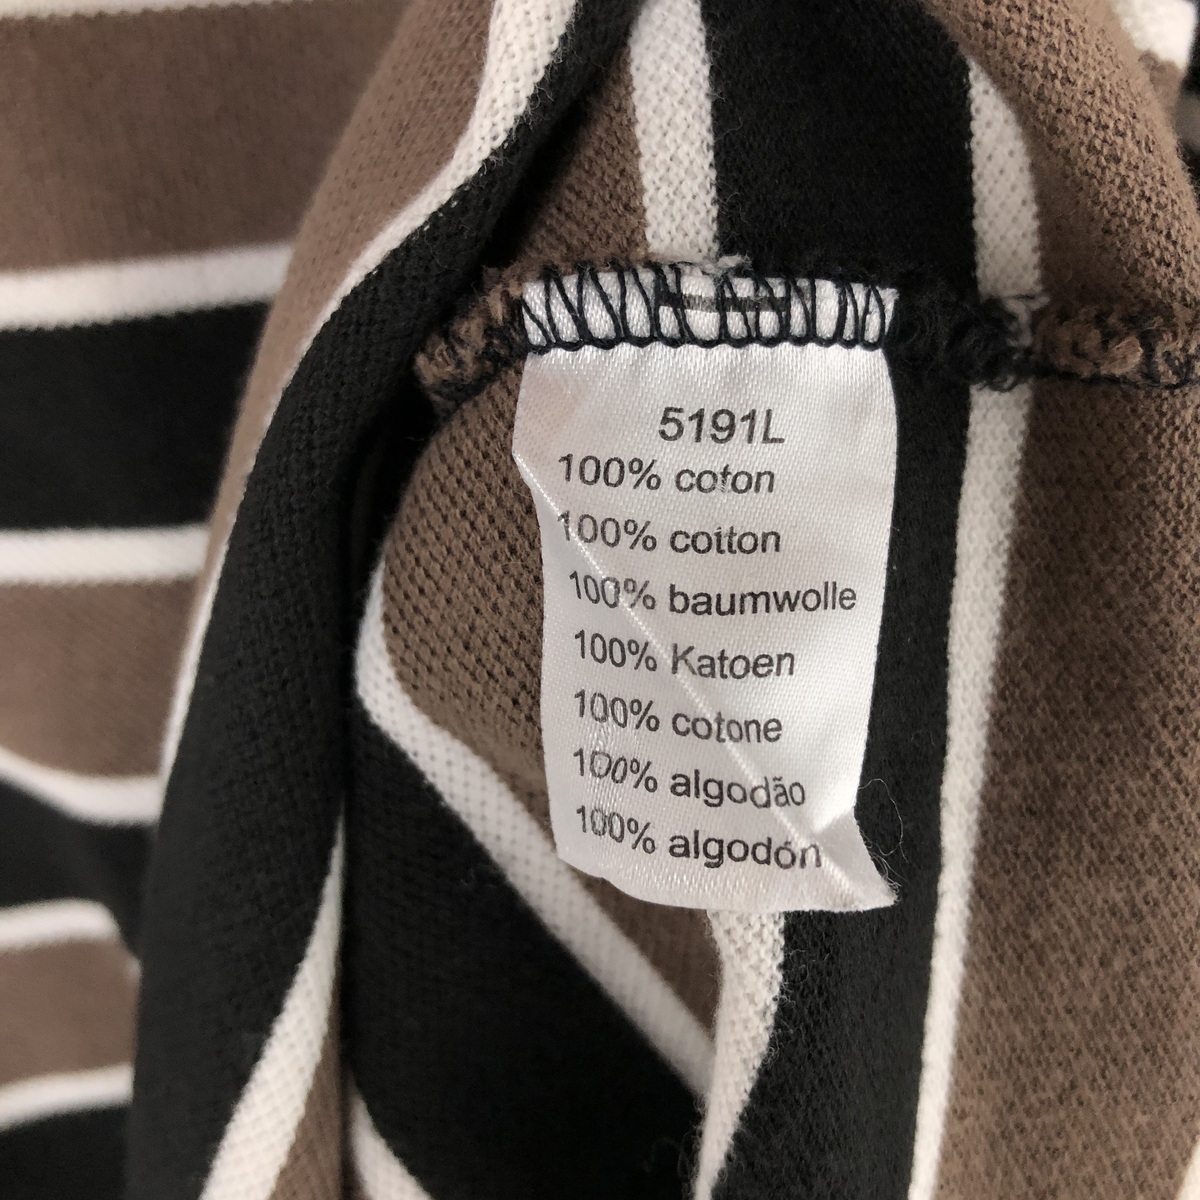 5191L
100% coton
100% cotton
100% baumwolle
100% Katoen
100% cotone
100% algodão
100% algodón